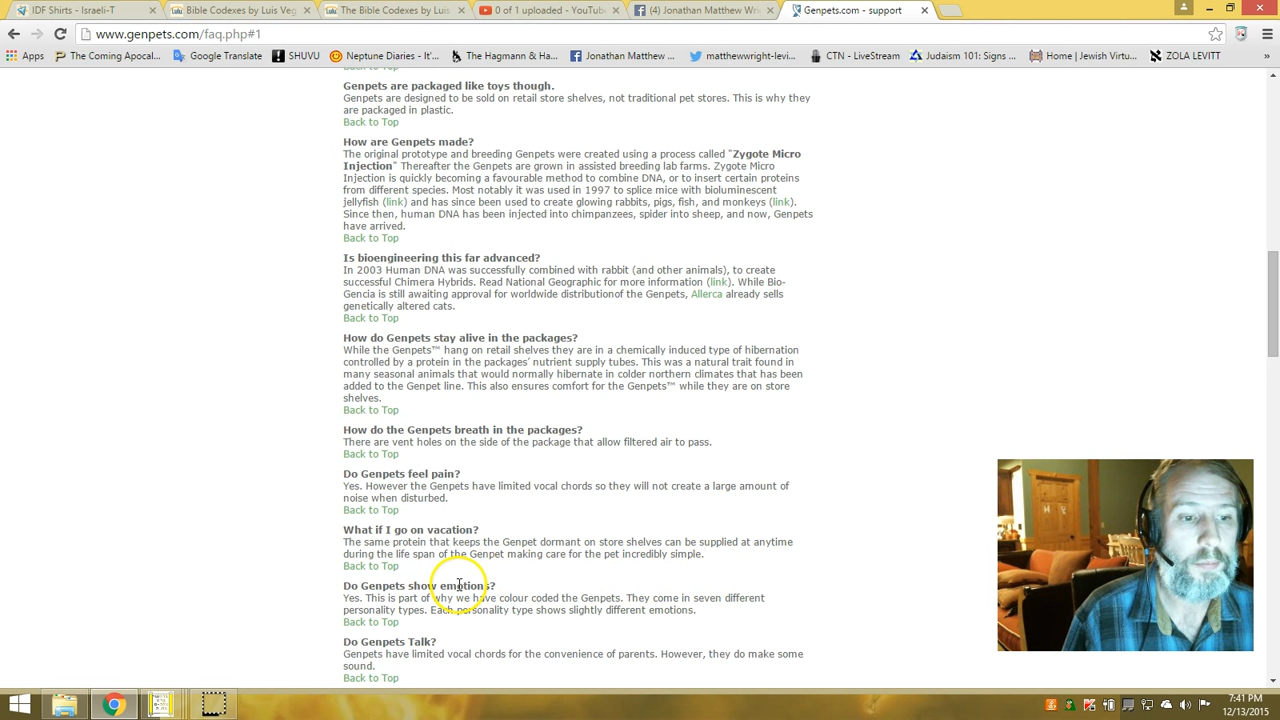 IDF Shirts - Israeli-T
Bible Codexes by Luis Veg
The Bible Codexes by Luis
0 of 1 uploaded - YouTube
(4) Jonathan Matthew Wri
Genpets.com - support
www.genpets.com/faq.php#1
Apps
The Coming Apocal...
Google Translate
SHUVU
Neptune Diaries - It'...
The Hagmann & Ha...
Jonathan Matthew ...
matthewwright-levi...
CTN - LiveStream
Judaism 101: Signs ...
Home | Jewish Virtu...
ZOLA LEVITT
»
Back to Top
Genpets are packaged like toys though.
Genpets are designed to be sold on retail store shelves, not traditional pet stores. This is why they
are packaged in plastic.
Back to Top
How are Genpets made?
The original prototype and breeding Genpets were created using a process called "Zygote Micro
Injection" Thereafter the Genpets are grown in assisted breeding lab farms. Zygote Micro
Injection is quickly becoming a favourable method to combine DNA, or to insert certain proteins
from different species. Most notably it was used in 1997 to splice mice with bioluminescent
jellyfish (link) and has since been used to create glowing rabbits, pigs, fish, and monkeys (link).
Since then, human DNA has been injected into chimpanzees, spider into sheep, and now, Genpets
have arrived.
Back to Top
Is bioengineering this far advanced?
In 2003 Human DNA was successfully combined with rabbit (and other animals), to create
successful Chimera Hybrids. Read National Geographic for more information (link). While Bio-
Gencia is still awaiting approval for worldwide distributionof the Genpets, Allerca already sells
genetically altered cats.
Back to Top
How do Genpets stay alive in the packages?
While the Genpets™ hang on retail shelves they are in a chemically induced type of hibernation
controlled by a protein in the packages' nutrient supply tubes. This was a natural trait found in
many seasonal animals that would normally hibernate in colder northern climates that has been
added to the Genpet line. This also ensures comfort for the Genpets™ while they are on store
shelves.
Back to Top
How do the Genpets breath in the packages?
There are vent holes on the side of the package that allow filtered air to pass.
Back to Top
Do Genpets feel pain?
Yes. However the Genpets have limited vocal chords so they will not create a large amount of
noise when disturbed.
Back to Top
What if I go on vacation?
The same protein that keeps the Genpet dormant on store shelves can be supplied at anytime
during the life span of the Genpet making care for the pet incredibly simple.
Back to Top
Do Genpets show emotions?
Yes. This is part of why we have colour coded the Genpets. They come in seven different
personality types. Each personality type shows slightly different emotions.
Back to Top
Do Genpets Talk?
Genpets have limited vocal chords for the convenience of parents. However, they do make some
sound.
Back to Top
7:41 PM
12/13/2015